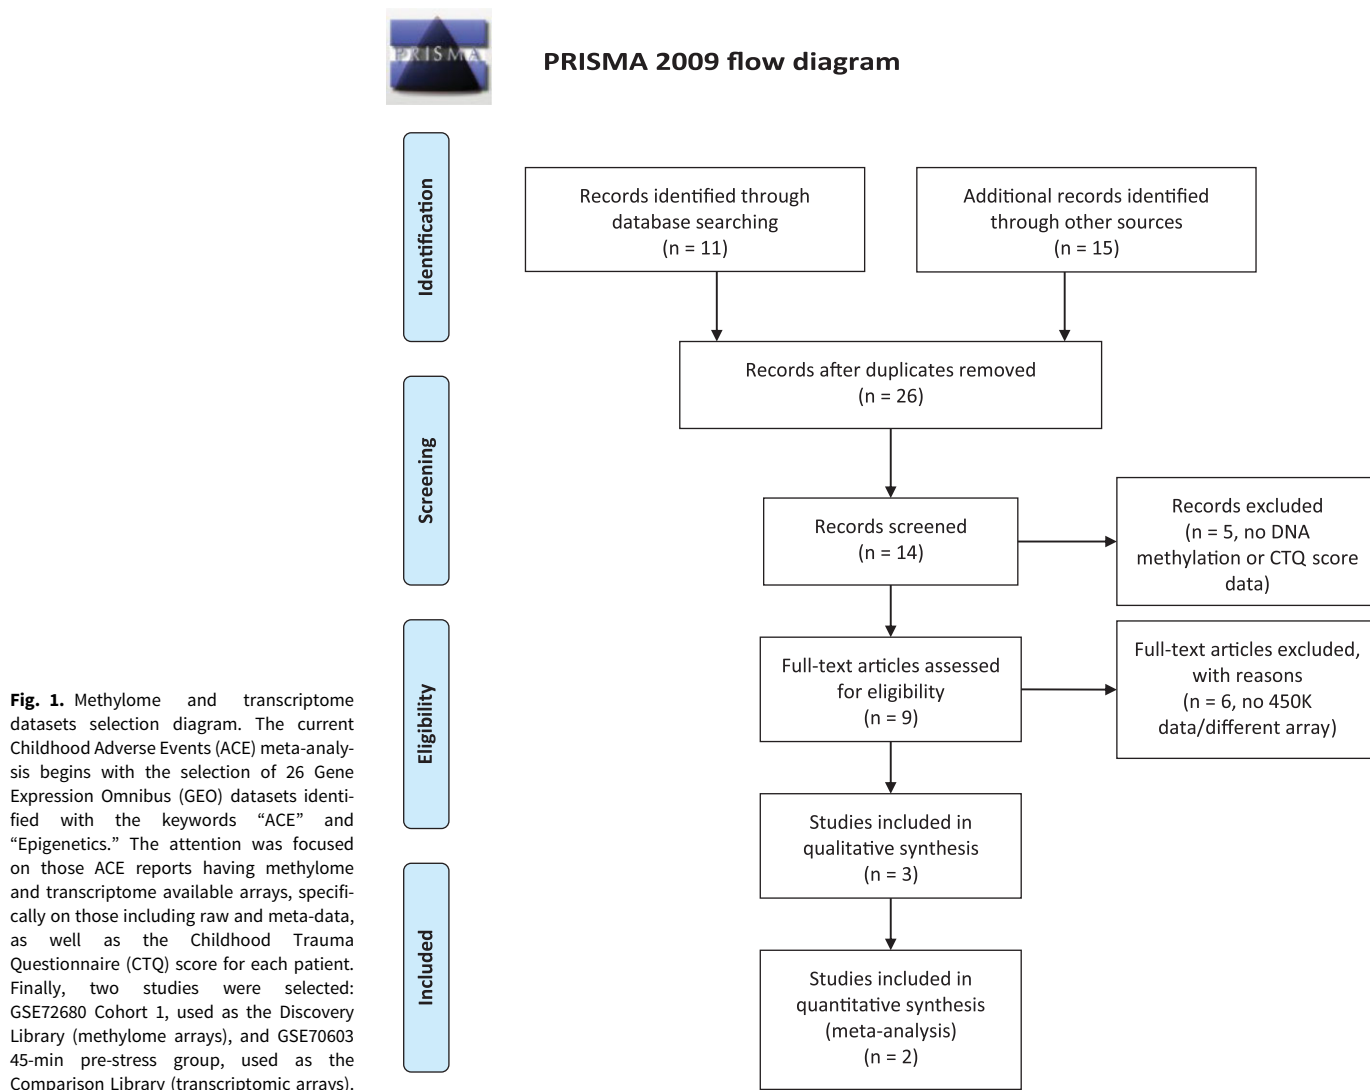 PRISMA
PRISMA 2009 flow diagram
Identification
Records identified through
database searching
(n = 11)
Additional records identified
through other sources
(n = 15)
Records after duplicates removed
(n = 26)
Screening
Records screened
(n = 14)
Records excluded
(n = 5, no DNA
methylation or CTQ score
data)
Eligibility
Full-text articles assessed
for eligibility
(n = 9)
Full-text articles excluded,
with reasons
(n = 6, no 450K
data/different array)
Studies included in
qualitative synthesis
(n = 3)
Included
Studies included in
quantitative synthesis
(meta-analysis)
(n = 2)
Fig. 1. Methylome and transcriptome
datasets selection diagram. The current
Childhood Adverse Events (ACE) meta-analy-
sis begins with the selection of 26 Gene
Expression Omnibus (GEO) datasets identi-
fied with the keywords “ACE” and
“Epigenetics.” The attention was focused
on those ACE reports having methylome
and transcriptome available arrays, specifi-
cally on those including raw and meta-data,
as well as the Childhood Trauma
Questionnaire (CTQ) score for each patient.
Finally, two studies were selected:
GSE72680 Cohort 1, used as the Discovery
Library (methylome arrays), and GSE70603
45-min pre-stress group, used as the
Comparison Library (transcriptomic arrays).